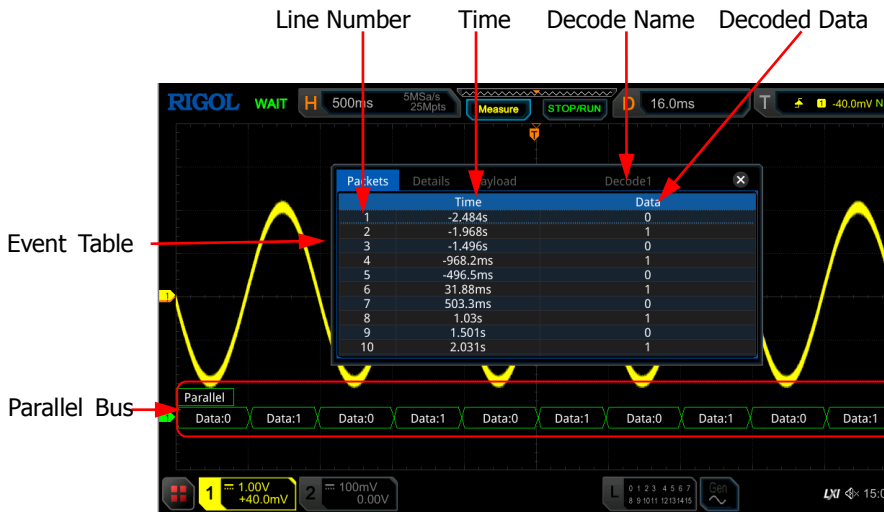 Line Number Time Decode Name Decoded Data
RIGOL WAIT H 500ms 5MSa/s 25Mpts Measure STOP/RUN D 16.0ms T 1 -40.0mV N
T
Packets Details ayload Decode1
Time Data
1 -2.484s 0
2 -1.968s 1
3 -1.496s 0
4 -968.2ms 1
5 -496.5ms 0
6 31.88ms 1
7 503.3ms 0
8 1.03s 1
9 1.501s 0
10 2.031s 1
Event Table
1
Parallel Bus
Parallel
Data:0 Data:1 Data:0 Data:1 Data:0 Data:1 Data:0 Data:1 Data:0 Data:1
1 1.00V +40.0mV 2 100mV 0.00V L 0 1 2 3 4 5 6 7 8 9 10 11 12 13 14 15 Gen LXI 15:0